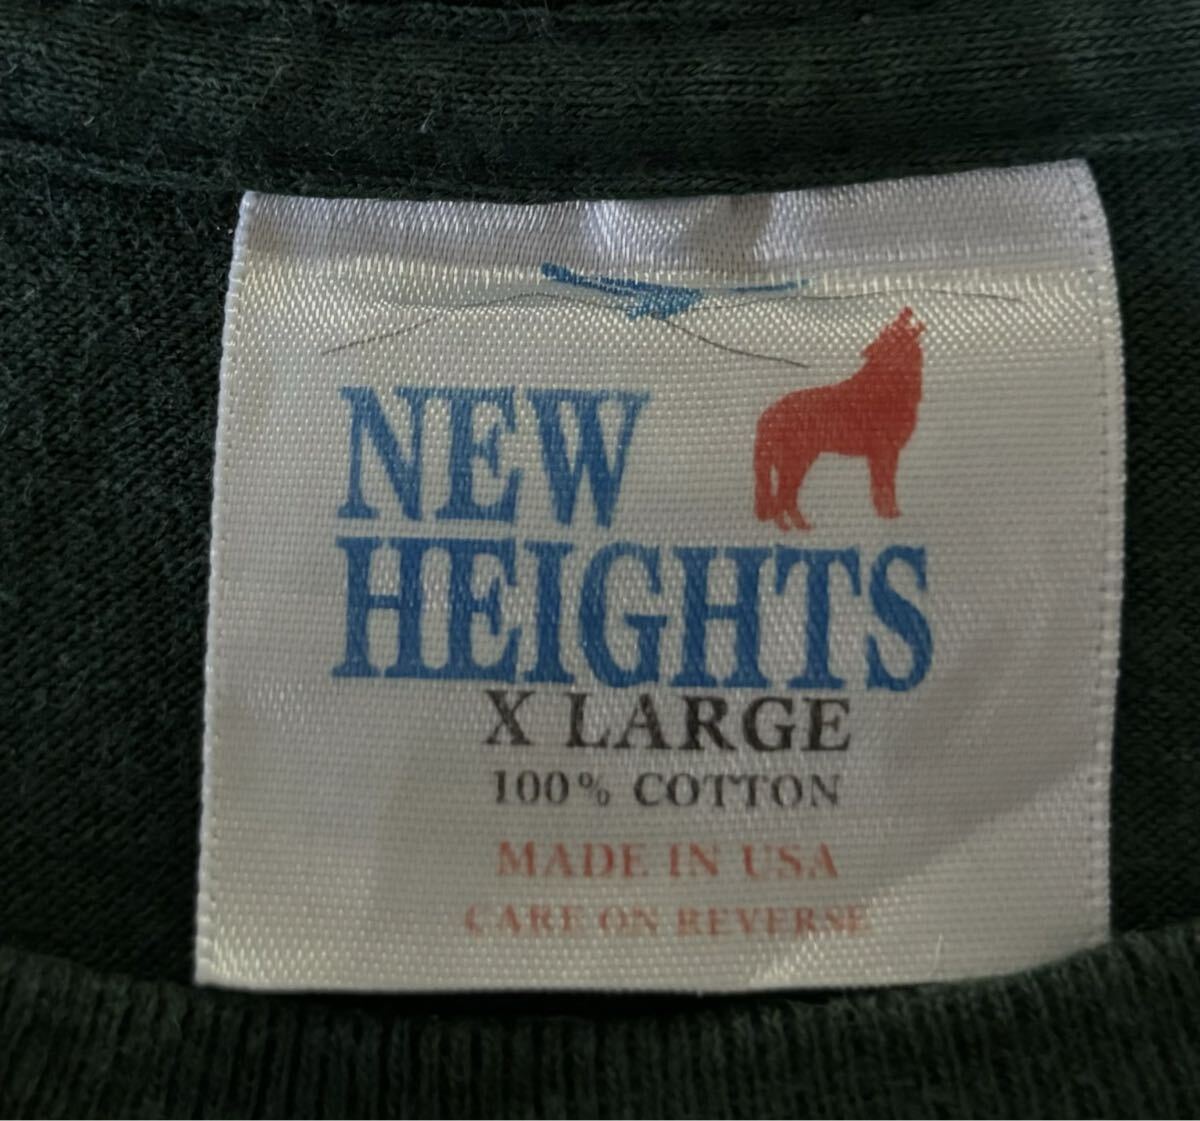 NEW
HEIGHTS
X LARGE
100% COTTON
MADE IN USA
CARE ON REVERSE